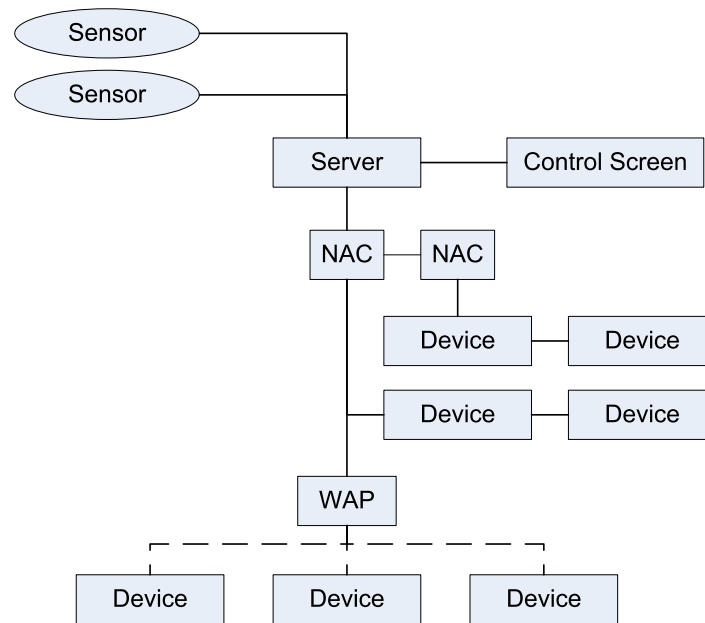 Sensor
Sensor
Server
Control Screen
NAC
NAC
Device
Device
Device
Device
WAP
Device
Device
Device